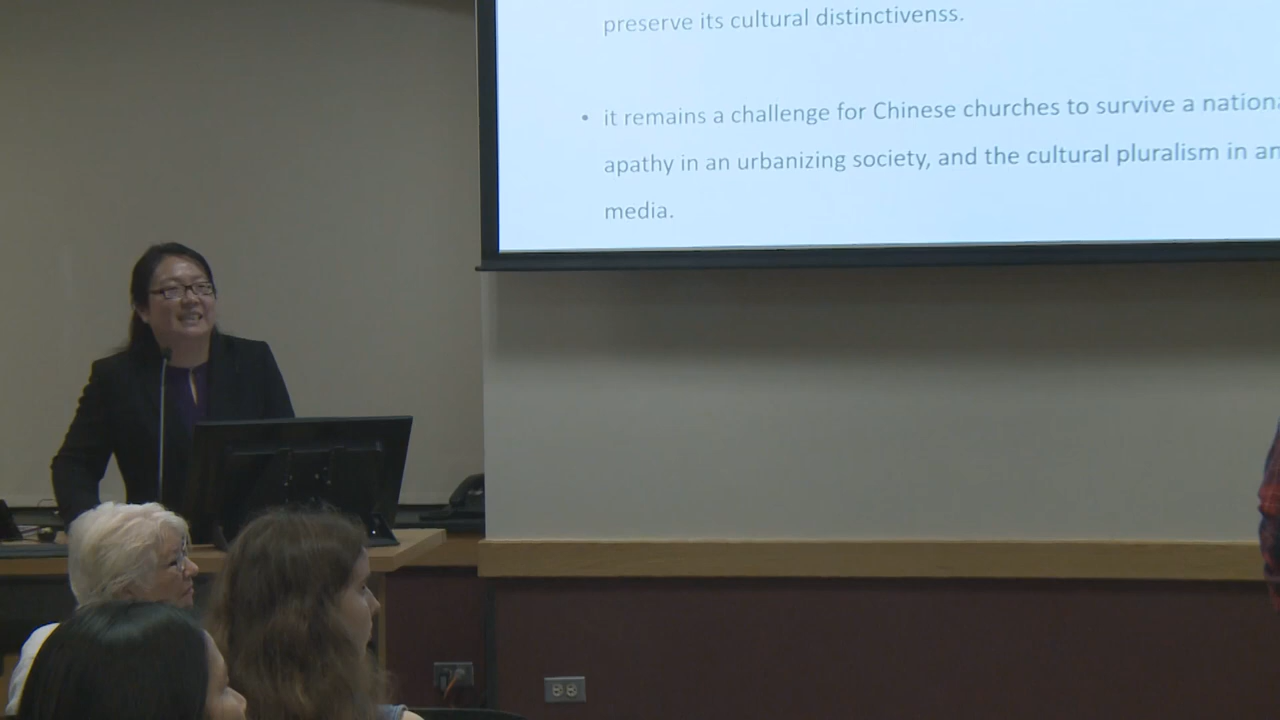 preserve its cultural distinctivenss.
• it remains a challenge for Chinese churches to survive a nationa
apathy in an urbanizing society, and the cultural pluralism in an
media.